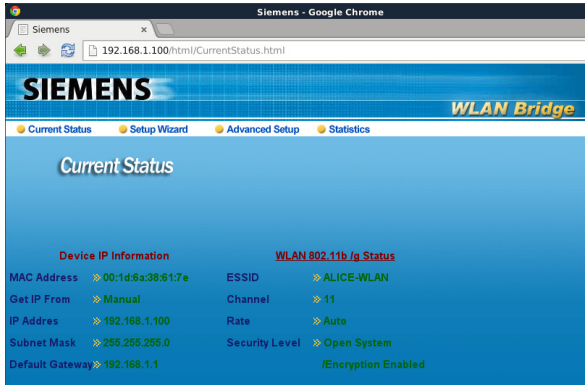 Siemens - Google Chrome
Siemens ×
192.168.1.100/html/CurrentStatus.html
SIEMENS
WLAN Bridge
Current Status Setup Wizard Advanced Setup Statistics
Current Status
Device IP Information WLAN 802.11b /g Status
MAC Address 00:1d:6a:38:61:7e ESSID ALICE-WLAN
Get IP From Manual Channel 11
IP Addres 192.168.1.100 Rate Auto
Subnet Mask 255.255.255.0 Security Level Open System
Default Gateway 192.168.1.1 /Encryption Enabled